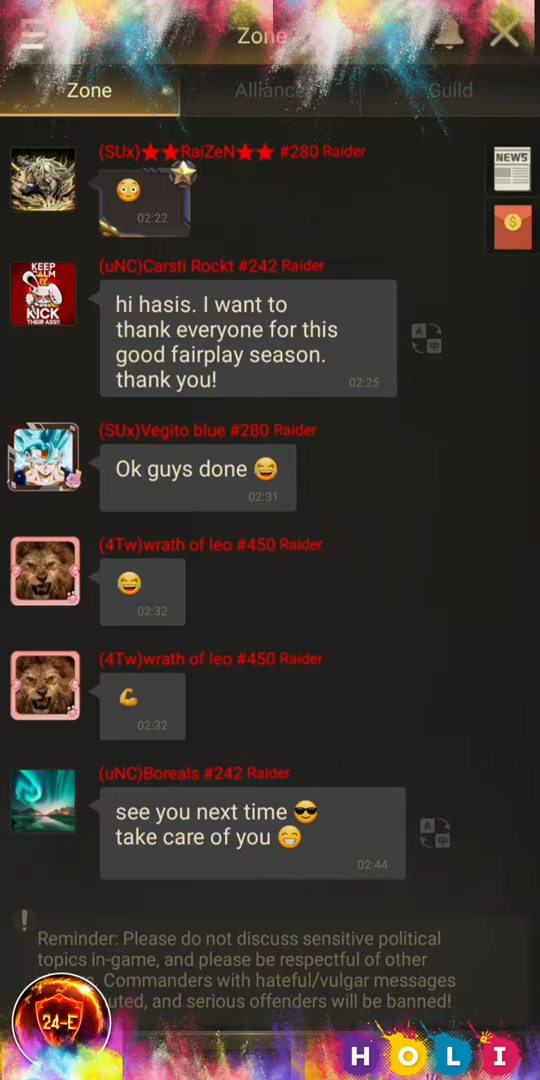 Zone
Zone
Alliance
Guild
(SUx)★★RaiZeN★★ #280 Raider
😳
02:22
NEWS
(uNC)Carsti Rockt #242 Raider
KEEP
CALM
KICK
THEIR ASS!!
hi hasis. I want to
thank everyone for this
good fairplay season.
thank you!
02:25
(SUx)Vegito blue #280 Raider
Ok guys done 😂
02:31
(4Tw)wrath of leo #450 Raider
😂
02:32
(4Tw)wrath of leo #450 Raider
💪
02:32
(uNC)Boreals #242 Raider
see you next time 😎
take care of you 😁
02:44
Reminder: Please do not discuss sensitive political
topics in-game, and please be respectful of other
Commanders with hateful/vulgar messages
and serious offenders will be banned!
24-E
HOLI